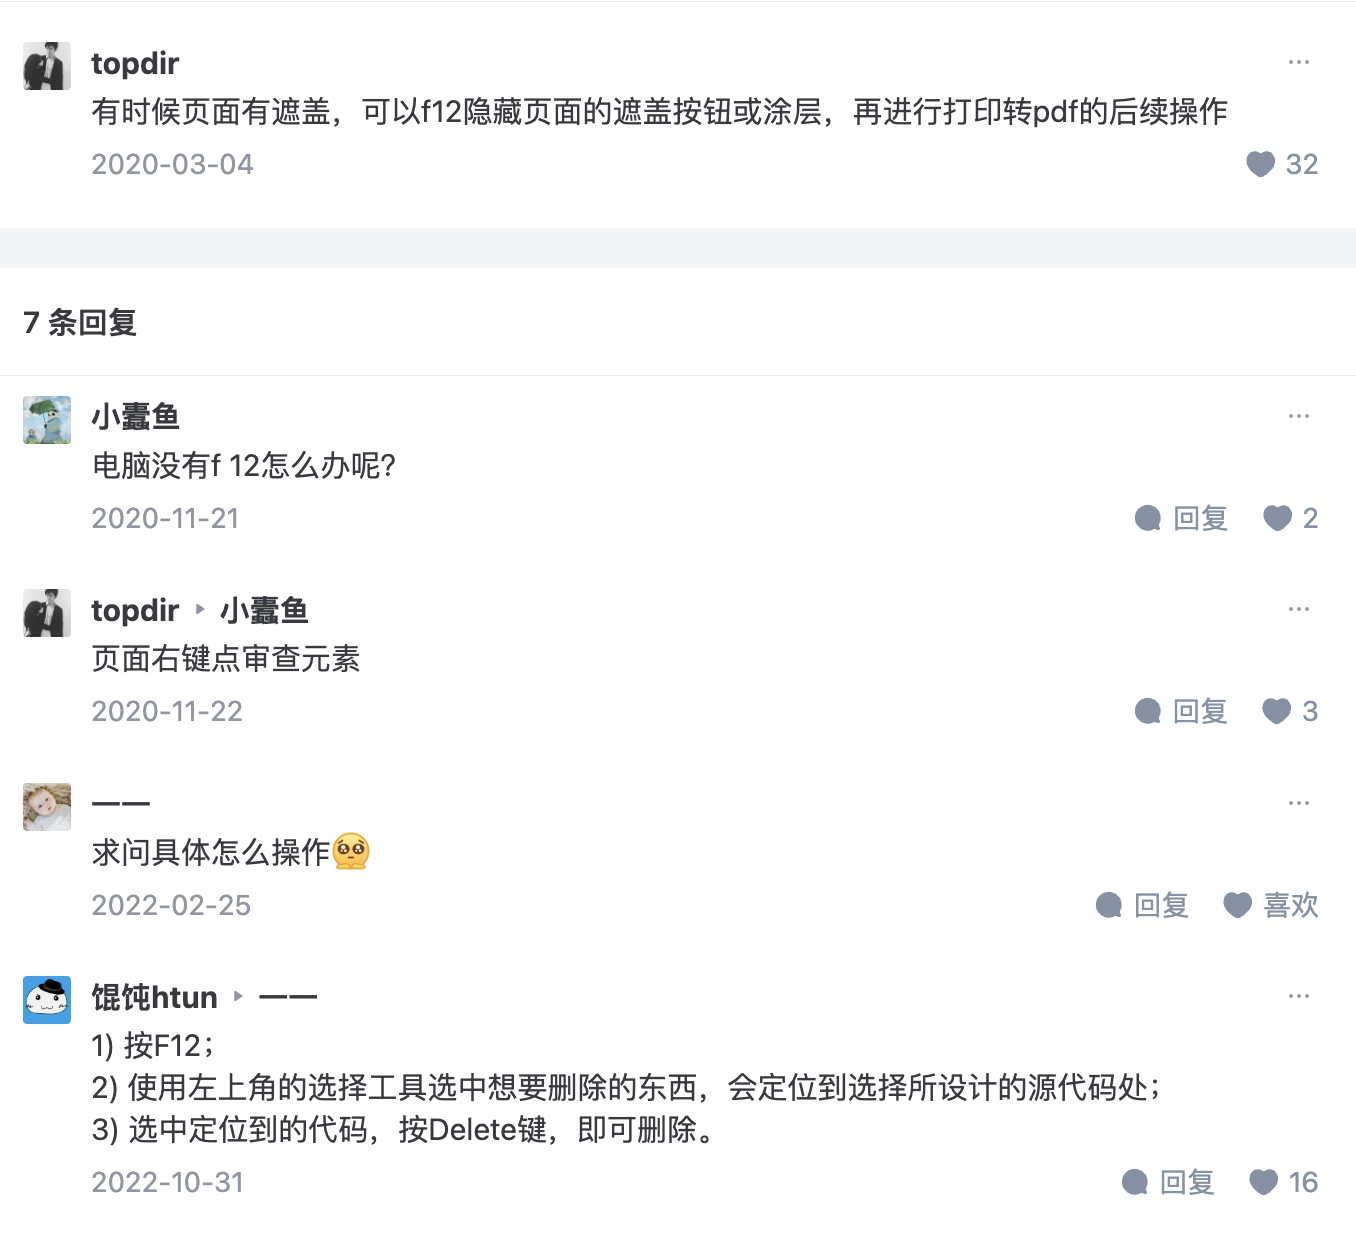 topdir
有时候页面有遮盖，可以f12隐藏页面的遮盖按钮或涂层，再进行打印转pdf的后续操作
2020-03-04
32
7 条回复
小蠹鱼
电脑没有f 12怎么办呢?
2020-11-21
回复 2
topdir 小蠹鱼
页面右键点审查元素
2020-11-22
回复 3
一一
求问具体怎么操作🥺
2022-02-25
回复 喜欢
馄饨htun 一一
1) 按F12；
2) 使用左上角的选择工具选中想要删除的东西，会定位到选择所设计的源代码处；
3) 选中定位到的代码，按Delete键，即可删除。
2022-10-31
回复 16